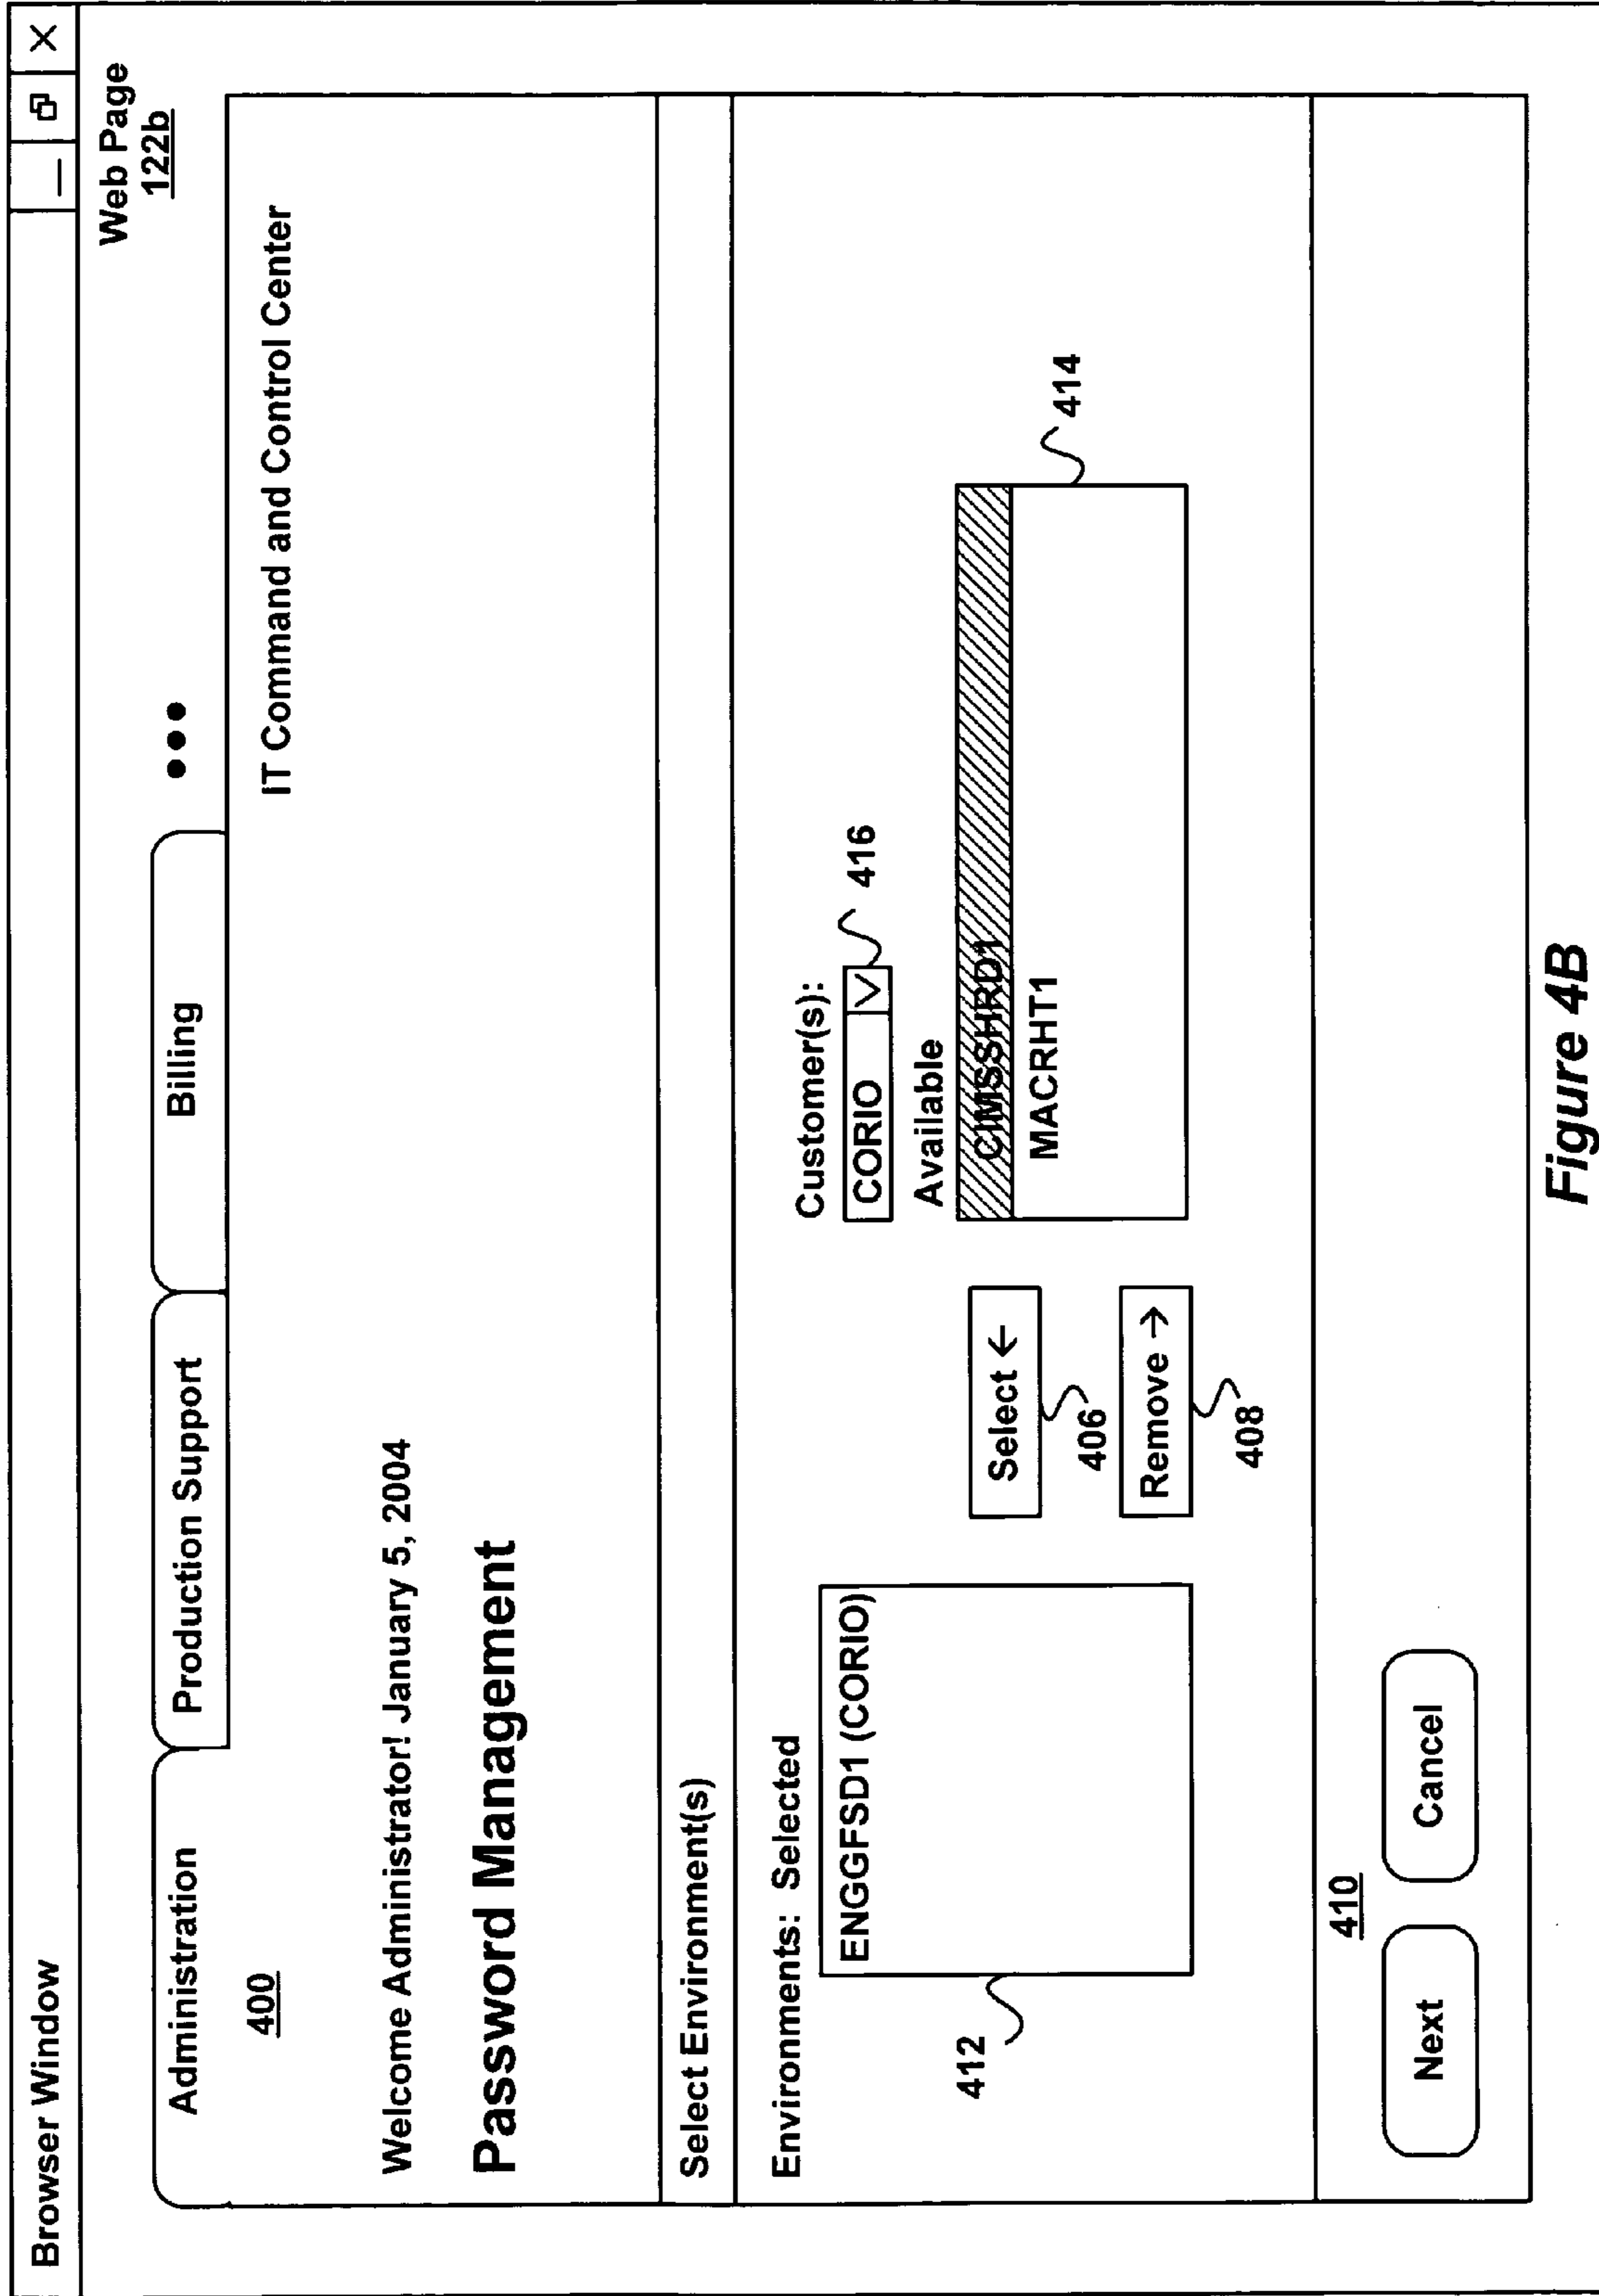 Browser Window
Web Page
122b
Administration
Production Support
Billing
400
IT Command and Control Center
Welcome Administrator! January 5, 2004
Password Management
Select Environment(s)
Environments: Selected
Customer(s):
ENGGFSD1 (CORIO)
CORIO
416
Available
412
Select ←
CIMSSHRD1
406
MACRHT1
414
Remove →
408
410
Next
Cancel
Figure 4B